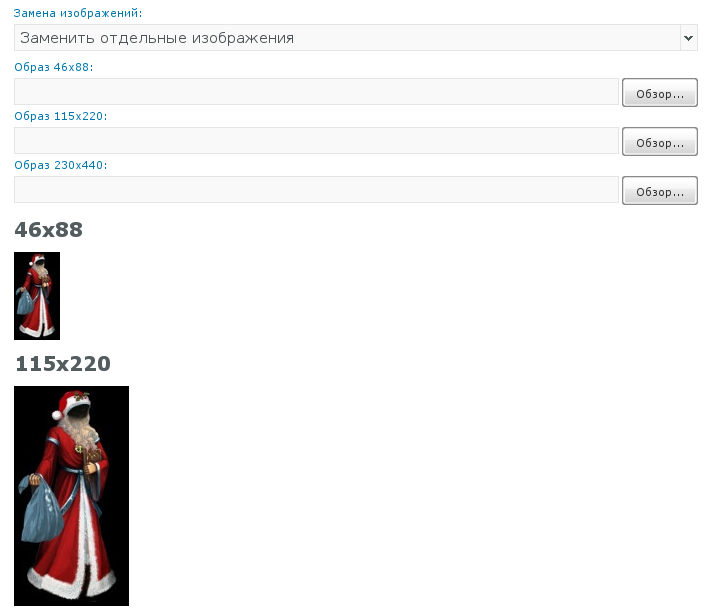 Замена изображений:
Заменить отдельные изображения
Образ 46x88:
Обзор...
Образ 115x220:
Обзор...
Образ 230x440:
Обзор...
46x88
115x220